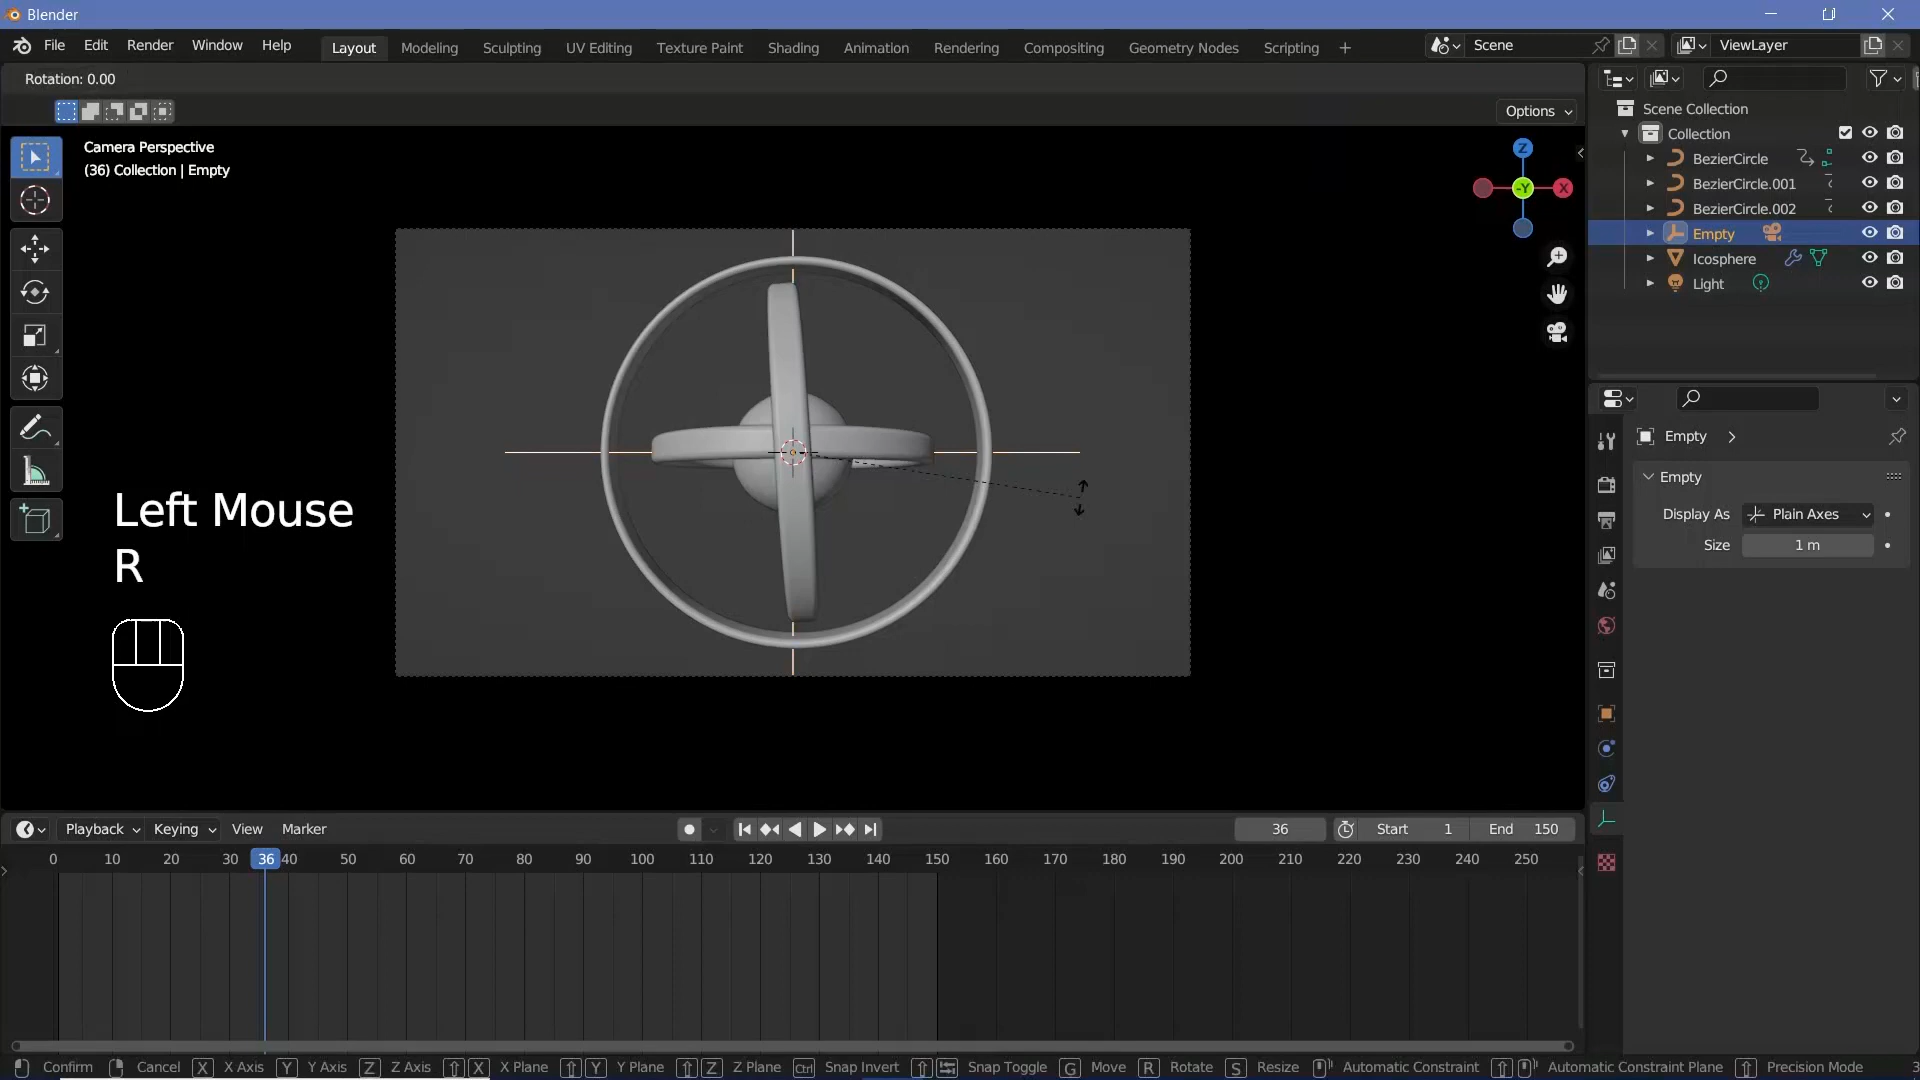 Blender
File Edit Render Window Help Layout Modeling Sculpting UV Editing Texture Paint Shading Animation Rendering Compositing Geometry Nodes Scripting + Scene ViewLayer
Rotation: 0.00
Options
Camera Perspective
(36) Collection | Empty
Z
-Y X
Left Mouse
R
Scene Collection
Collection
BezierCircle
BezierCircle.001
BezierCircle.002
Empty
Icosphere
Light
Empty
Empty
Display As Plain Axes
Size 1 m
Playback Keying View Marker 36 Start 1 End 150
0 10 20 30 36 40 50 60 70 80 90 100 110 120 130 140 150 160 170 180 190 200 210 220 230 240 250
Confirm Cancel X X Axis Y Y Axis Z Z Axis X X Plane Y Y Plane Z Z Plane Ctrl Snap Invert Snap Toggle G Move R Rotate S Resize Automatic Constraint Automatic Constraint Plane Precision Mode 3